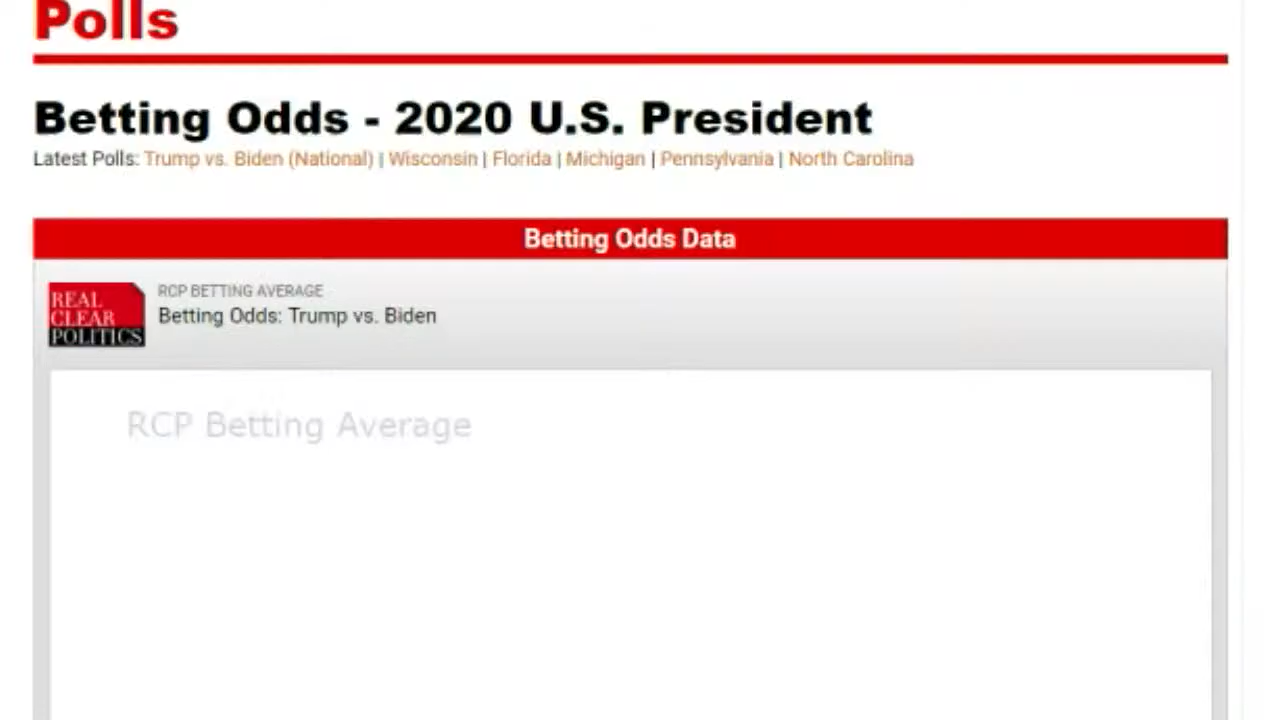 Polls
Betting Odds - 2020 U.S. President
Latest Polls: Trump vs. Biden (National) | Wisconsin | Florida | Michigan | Pennsylvania | North Carolina
Betting Odds Data
REAL
CLEAR
POLITICS
RCP BETTING AVERAGE
Betting Odds: Trump vs. Biden
RCP Betting Average